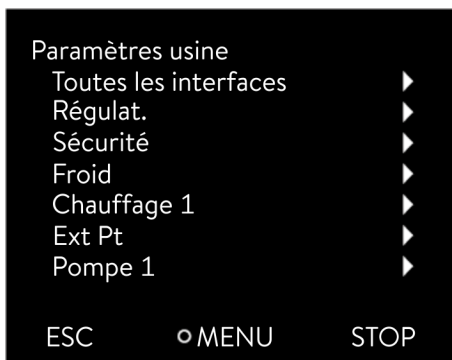 Paramètres usine
Toutes les interfaces
Régulat.
Sécurité
Froid
Chauffage 1
Ext Pt
Pompe 1
ESC MENU STOP